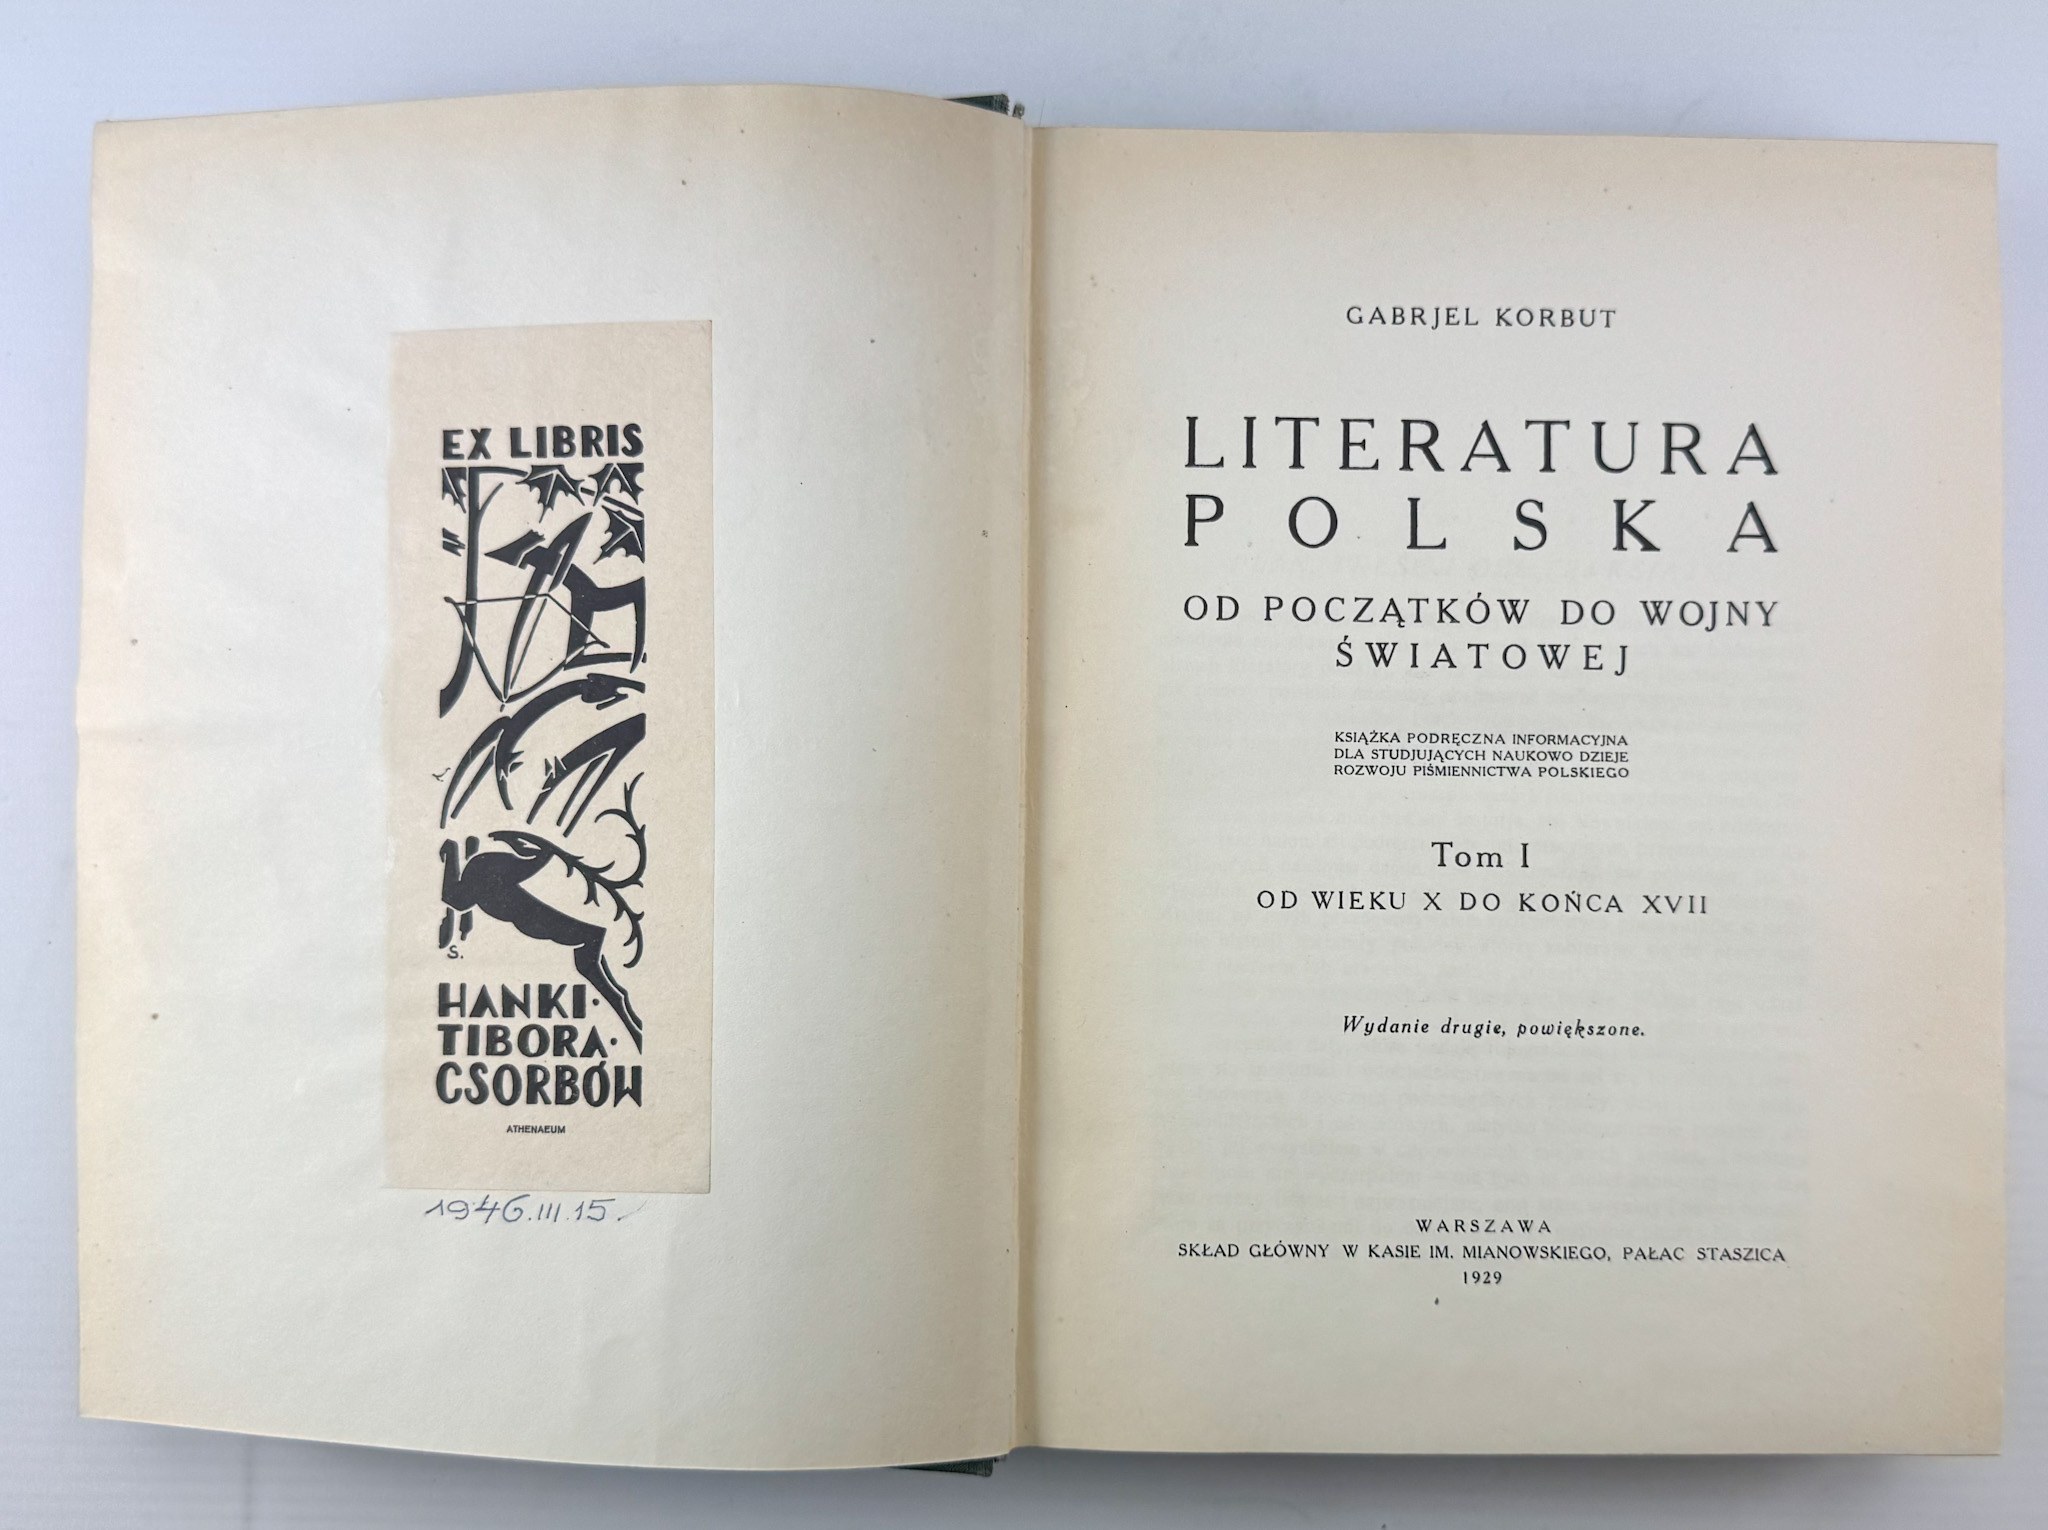 EX LIBRIS
S.
HANKI·
TIBORA·
CSORBÓW
ATHENAEUM
1946.III.15.
GABRJEL KORBUT
LITERATURA
POLSKA
OD POCZĄTKÓW DO WOJNY
ŚWIATOWEJ
KSIĄŻKA PODRĘCZNA INFORMACYJNA
DLA STUDJUJĄCYCH NAUKOWO DZIEJE
ROZWOJU PIŚMIENNICTWA POLSKIEGO
Tom I
OD WIEKU X DO KOŃCA XVII
Wydanie drugie, powiększone.
WARSZAWA
SKŁAD GŁÓWNY W KASIE IM. MIANOWSKIEGO, PAŁAC STASZICA
1929